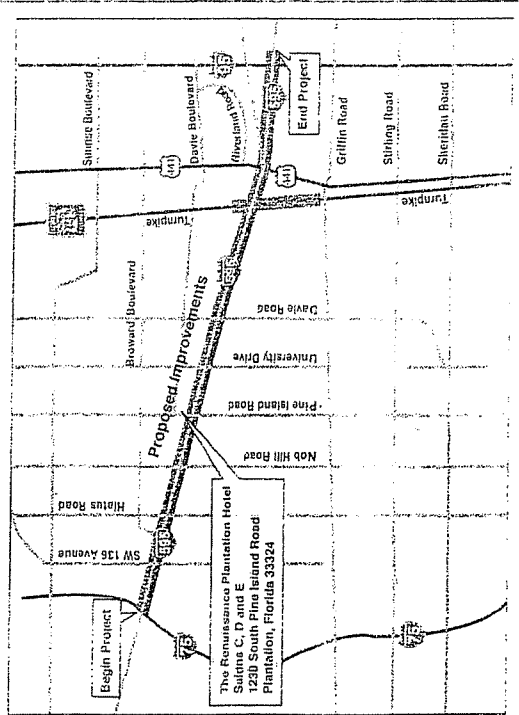 Sunrise Boulevard
Broward Boulevard
Davie Boulevard
Riverland Road
441
Turnpike
End Project
Griffin Road
441
Stirling Road
Sheridan Road
Turnpike
Proposed Improvements
Davie Road
University Drive
Pine Island Road
Nob Hill Road
Hiatus Road
SW 136 Avenue
Begin Project
The Renaissance Plantation Hotel
Salons C, D and E
1230 South Pine Island Road
Plantation, Florida 33324
75